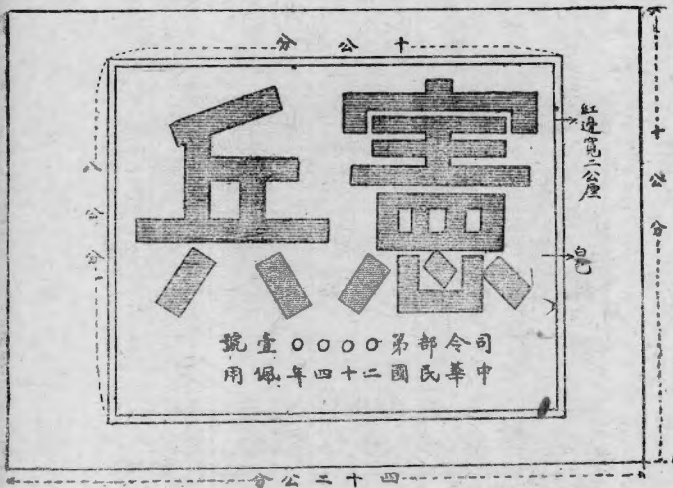 十公分
憲兵
八公分
司令部第〇〇〇〇壹號
中華民國二十四年佩用
紅邊寬二公厘
白色
十公分
四十二公分